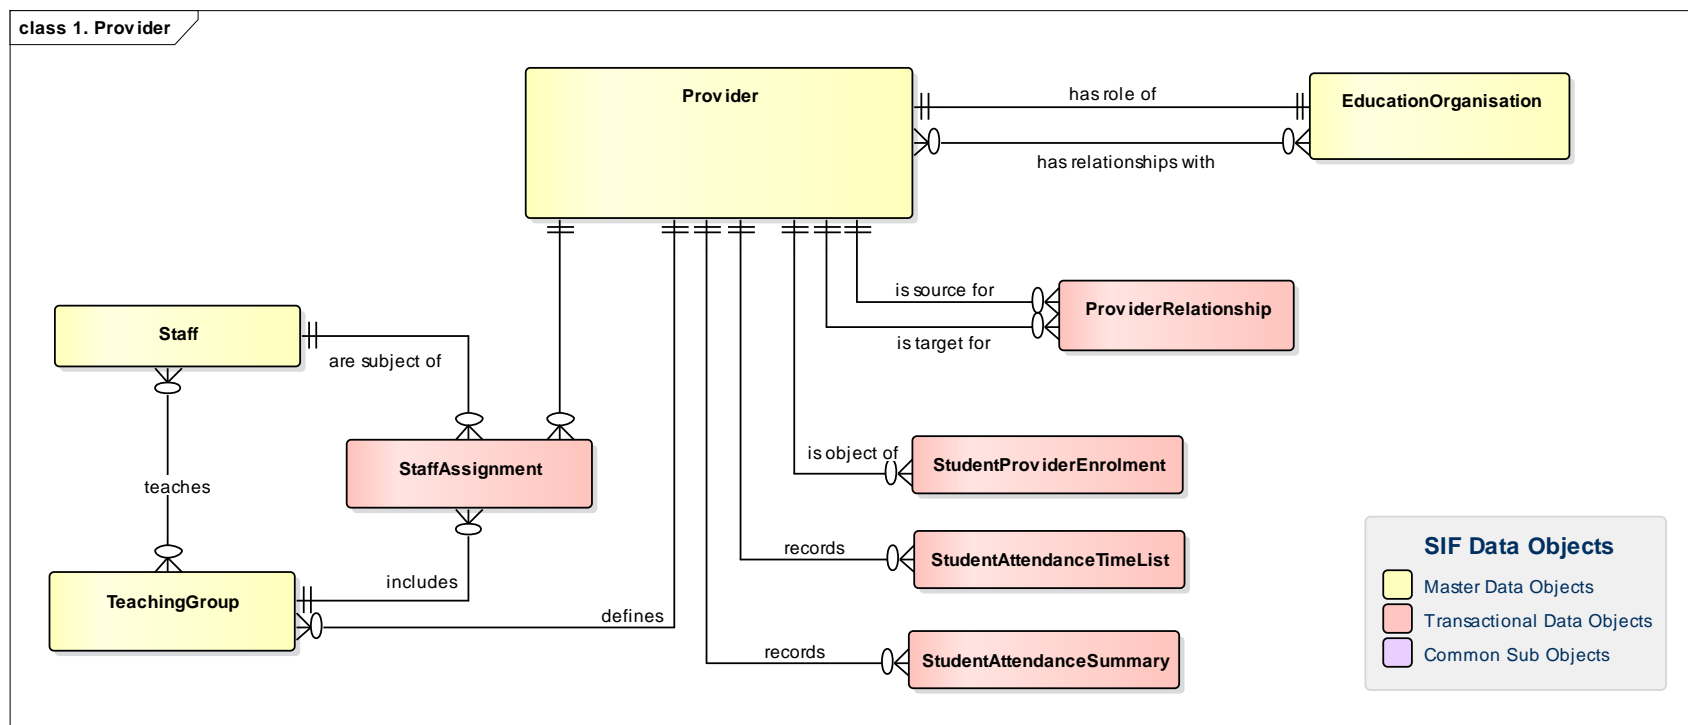 class 1. Provider
Provider
has role of
EducationOrganisation
has relationships with
is source for
ProviderRelationship
is target for
Staff
are subject of
is object of
StudentProviderEnrolment
StaffAssignment
teaches
records
StudentAttendanceTimeList
includes
TeachingGroup
defines
records
StudentAttendanceSummary
SIF Data Objects
Master Data Objects
Transactional Data Objects
Common Sub Objects